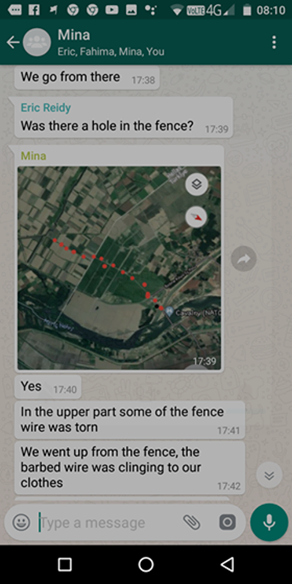 VoLTE 4G 08:10
Mina
Eric, Fahima, Mina, You
We go from there 17:38
Eric Reidy
Was there a hole in the fence? 17:39
Mina
17:39
Yes 17:40
In the upper part some of the fence
wire was torn 17:41
We went up from the fence, the
barbed wire was clinging to our
clothes 17:42
Type a message